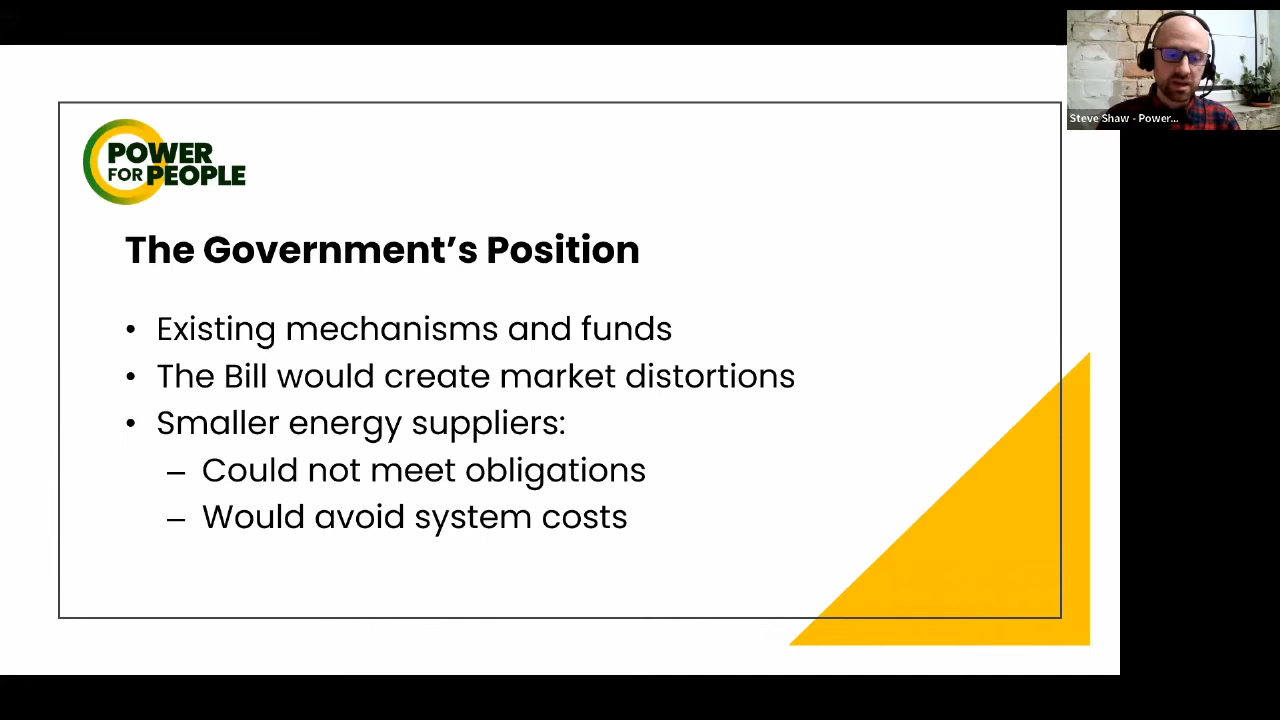 Steve Shaw - Power...
POWER
FOR PEOPLE
The Government’s Position
• Existing mechanisms and funds
• The Bill would create market distortions
• Smaller energy suppliers:
– Could not meet obligations
– Would avoid system costs